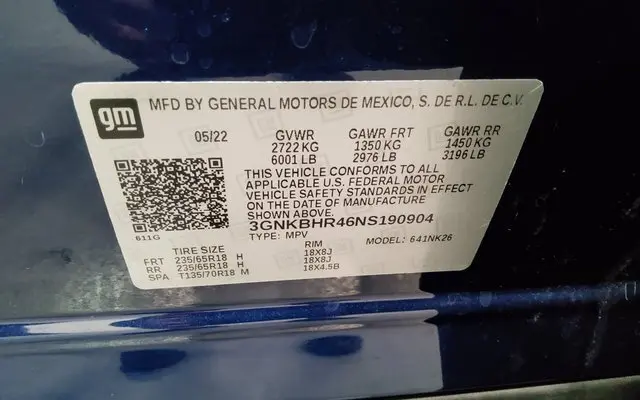 gm
MFD BY GENERAL MOTORS DE MEXICO, S. DE R.L. DE C.V.
05/22 GVWR GAWR FRT GAWR RR
2722 KG 1350 KG 1450 KG
6001 LB 2976 LB 3196 LB
THIS VEHICLE CONFORMS TO ALL
APPLICABLE U.S. FEDERAL MOTOR
VEHICLE SAFETY STANDARDS IN EFFECT
ON THE DATE OF MANUFACTURE
SHOWN ABOVE.
3GNKBHR46NS190904
611G TYPE: MPV MODEL: 641NK26
TIRE SIZE RIM
FRT 235/65R18 H 18X8J
RR 235/65R18 H 18X8J
SPA T135/70R18 M 18X4.5B